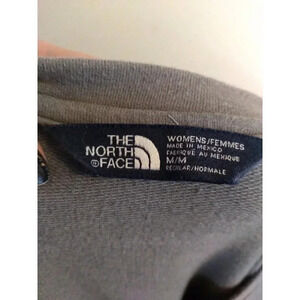 THE
NORTH
®FACE
WOMENS/FEMMES
MADE IN MEXICO
FABRIQUÉ AU MEXIQUE
M/M
REGULAR/NORMALE